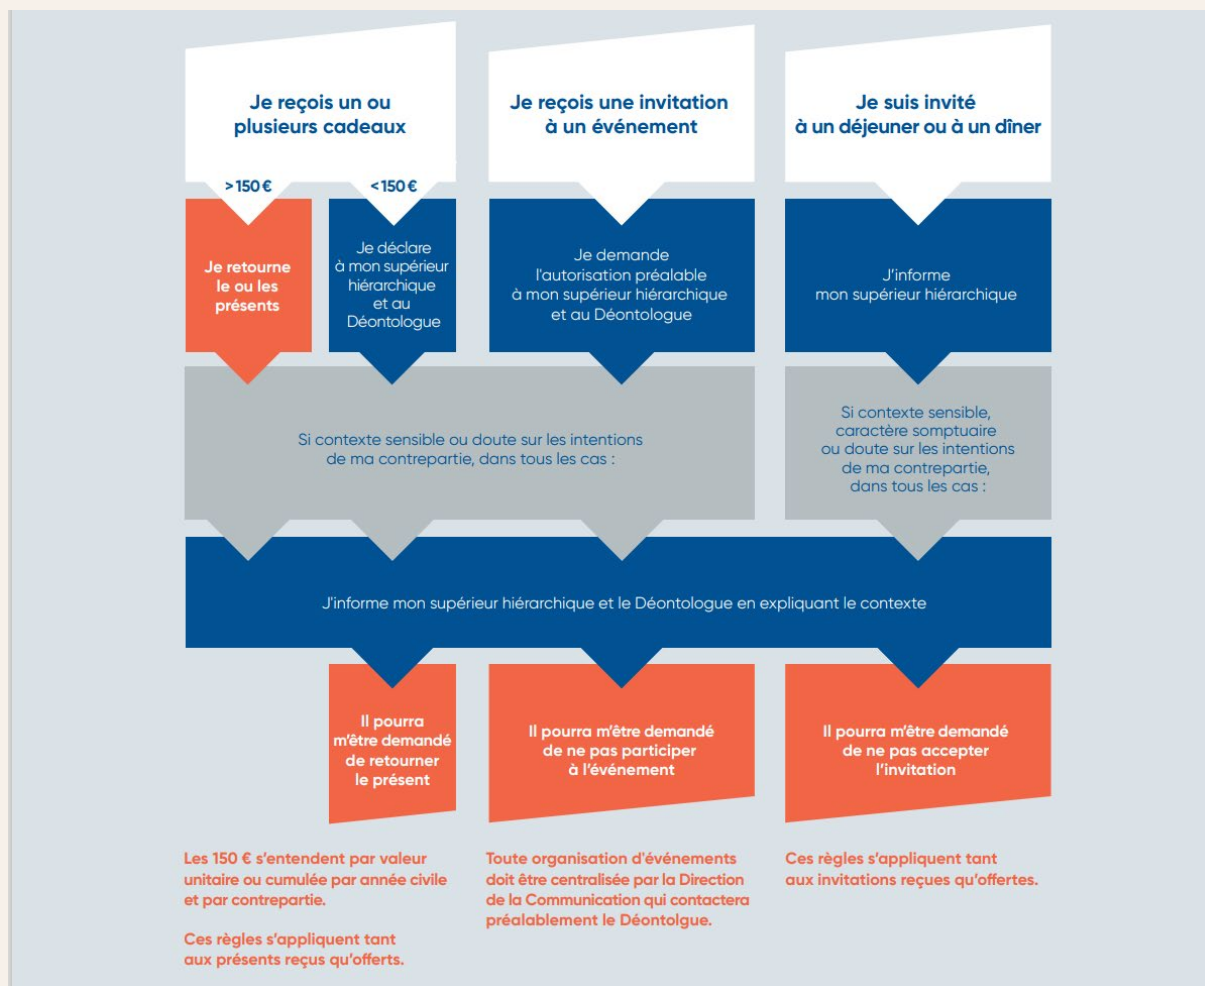 Je reçois un ou
plusieurs cadeaux
>150 €
<150 €
Je reçois une invitation
à un événement
Je suis invité
à un déjeuner ou à un dîner
Je retourne
le ou les
présents
Je déclare
à mon supérieur
hiérarchique
et au
Déontologue
Je demande
l'autorisation préalable
à mon supérieur hiérarchique
et au Déontologue
J’informe
mon supérieur hiérarchique
Si contexte sensible ou doute sur les intentions
de ma contrepartie, dans tous les cas :
Si contexte sensible,
caractère somptuaire
ou doute sur les intentions
de ma contrepartie,
dans tous les cas :
J'informe mon supérieur hiérarchique et le Déontologue en expliquant le contexte
Il pourra
m’être demandé
de retourner
le présent
Il pourra m’être demandé
de ne pas participer
à l’événement
Il pourra m’être demandé
de ne pas accepter
l’invitation
Les 150 € s’entendent par valeur
unitaire ou cumulée par année civile
et par contrepartie.
Ces règles s’appliquent tant
aux présents reçus qu’offerts.
Toute organisation d'événements
doit être centralisée par la Direction
de la Communication qui contactera
préalablement le Déontolgue.
Ces règles s’appliquent tant
aux invitations reçues qu’offertes.